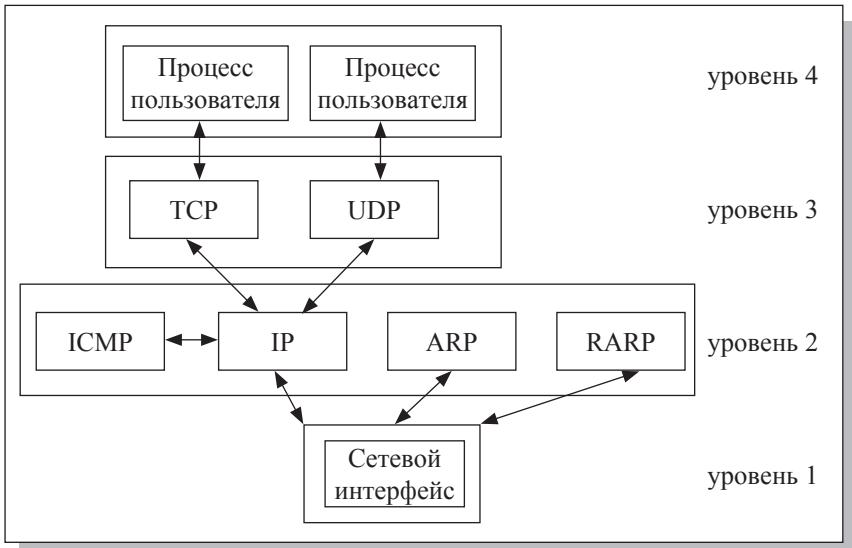 Процесс
пользователя
Процесс
пользователя
уровень 4
TCP
UDP
уровень 3
ICMP
IP
ARP
RARP
уровень 2
Сетевой
интерфейс
уровень 1